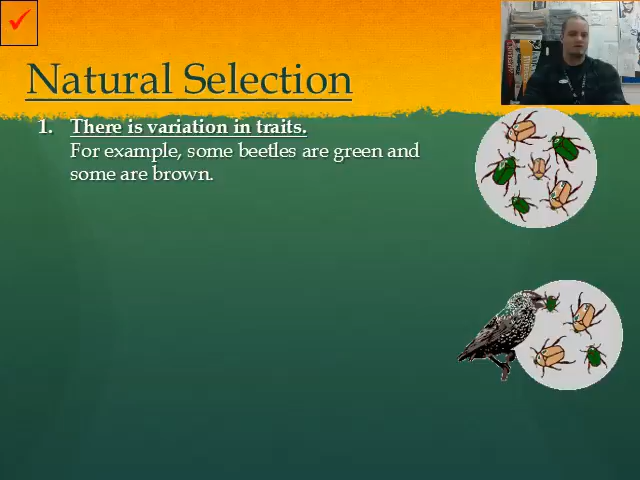 Natural Selection
1. There is variation in traits.
For example, some beetles are green and
some are brown.